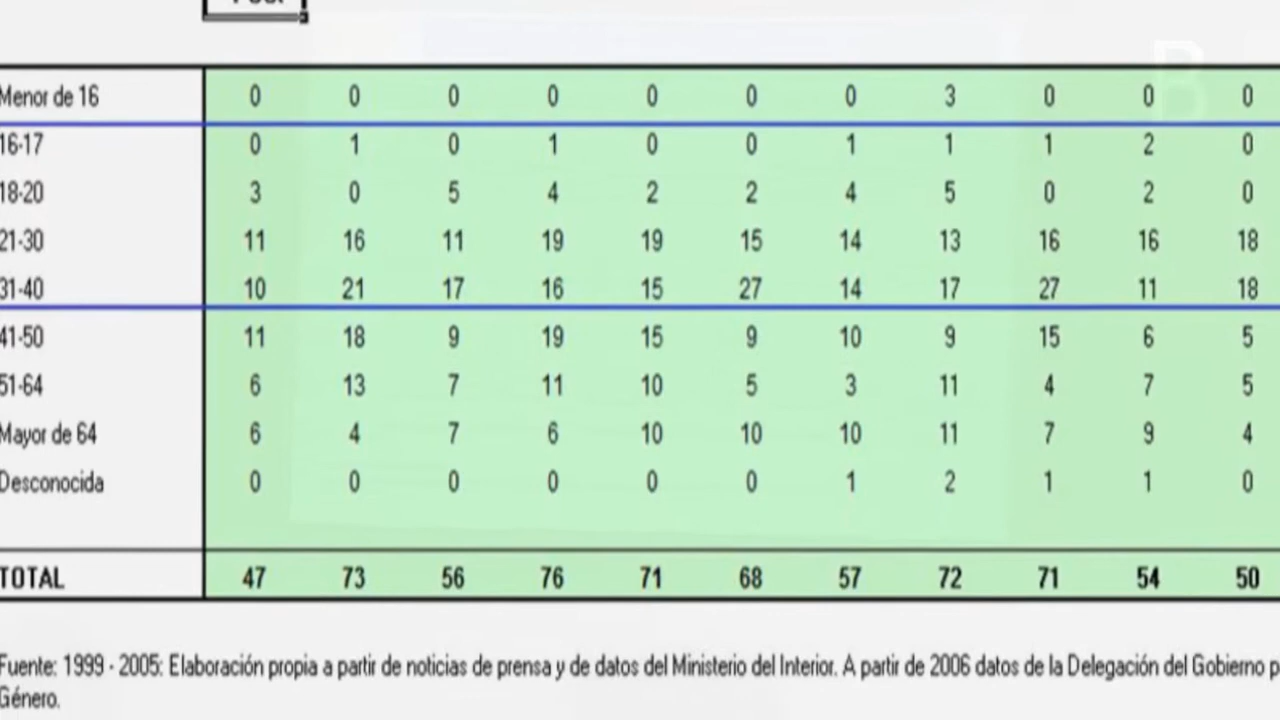 Menor de 16 0 0 0 0 0 0 0 3 0 0 0
16-17 0 1 0 1 0 0 1 1 1 2 0
18-20 3 0 5 4 2 2 4 5 0 2 0
21-30 11 16 11 19 19 15 14 13 16 16 18
31-40 10 21 17 16 15 27 14 17 27 11 18
41-50 11 18 9 19 15 9 10 9 15 6 5
51-64 6 13 7 11 10 5 3 11 4 7 5
Mayor de 64 6 4 7 6 10 10 10 11 7 9 4
Desconocida 0 0 0 0 0 0 1 2 1 1 0
TOTAL 47 73 56 76 71 68 57 72 71 54 50
Fuente: 1999 - 2005: Elaboración propia a partir de noticias de prensa y de datos del Ministerio del Interior. A partir de 2006 datos de la Delegación del Gobierno p
Género.
B